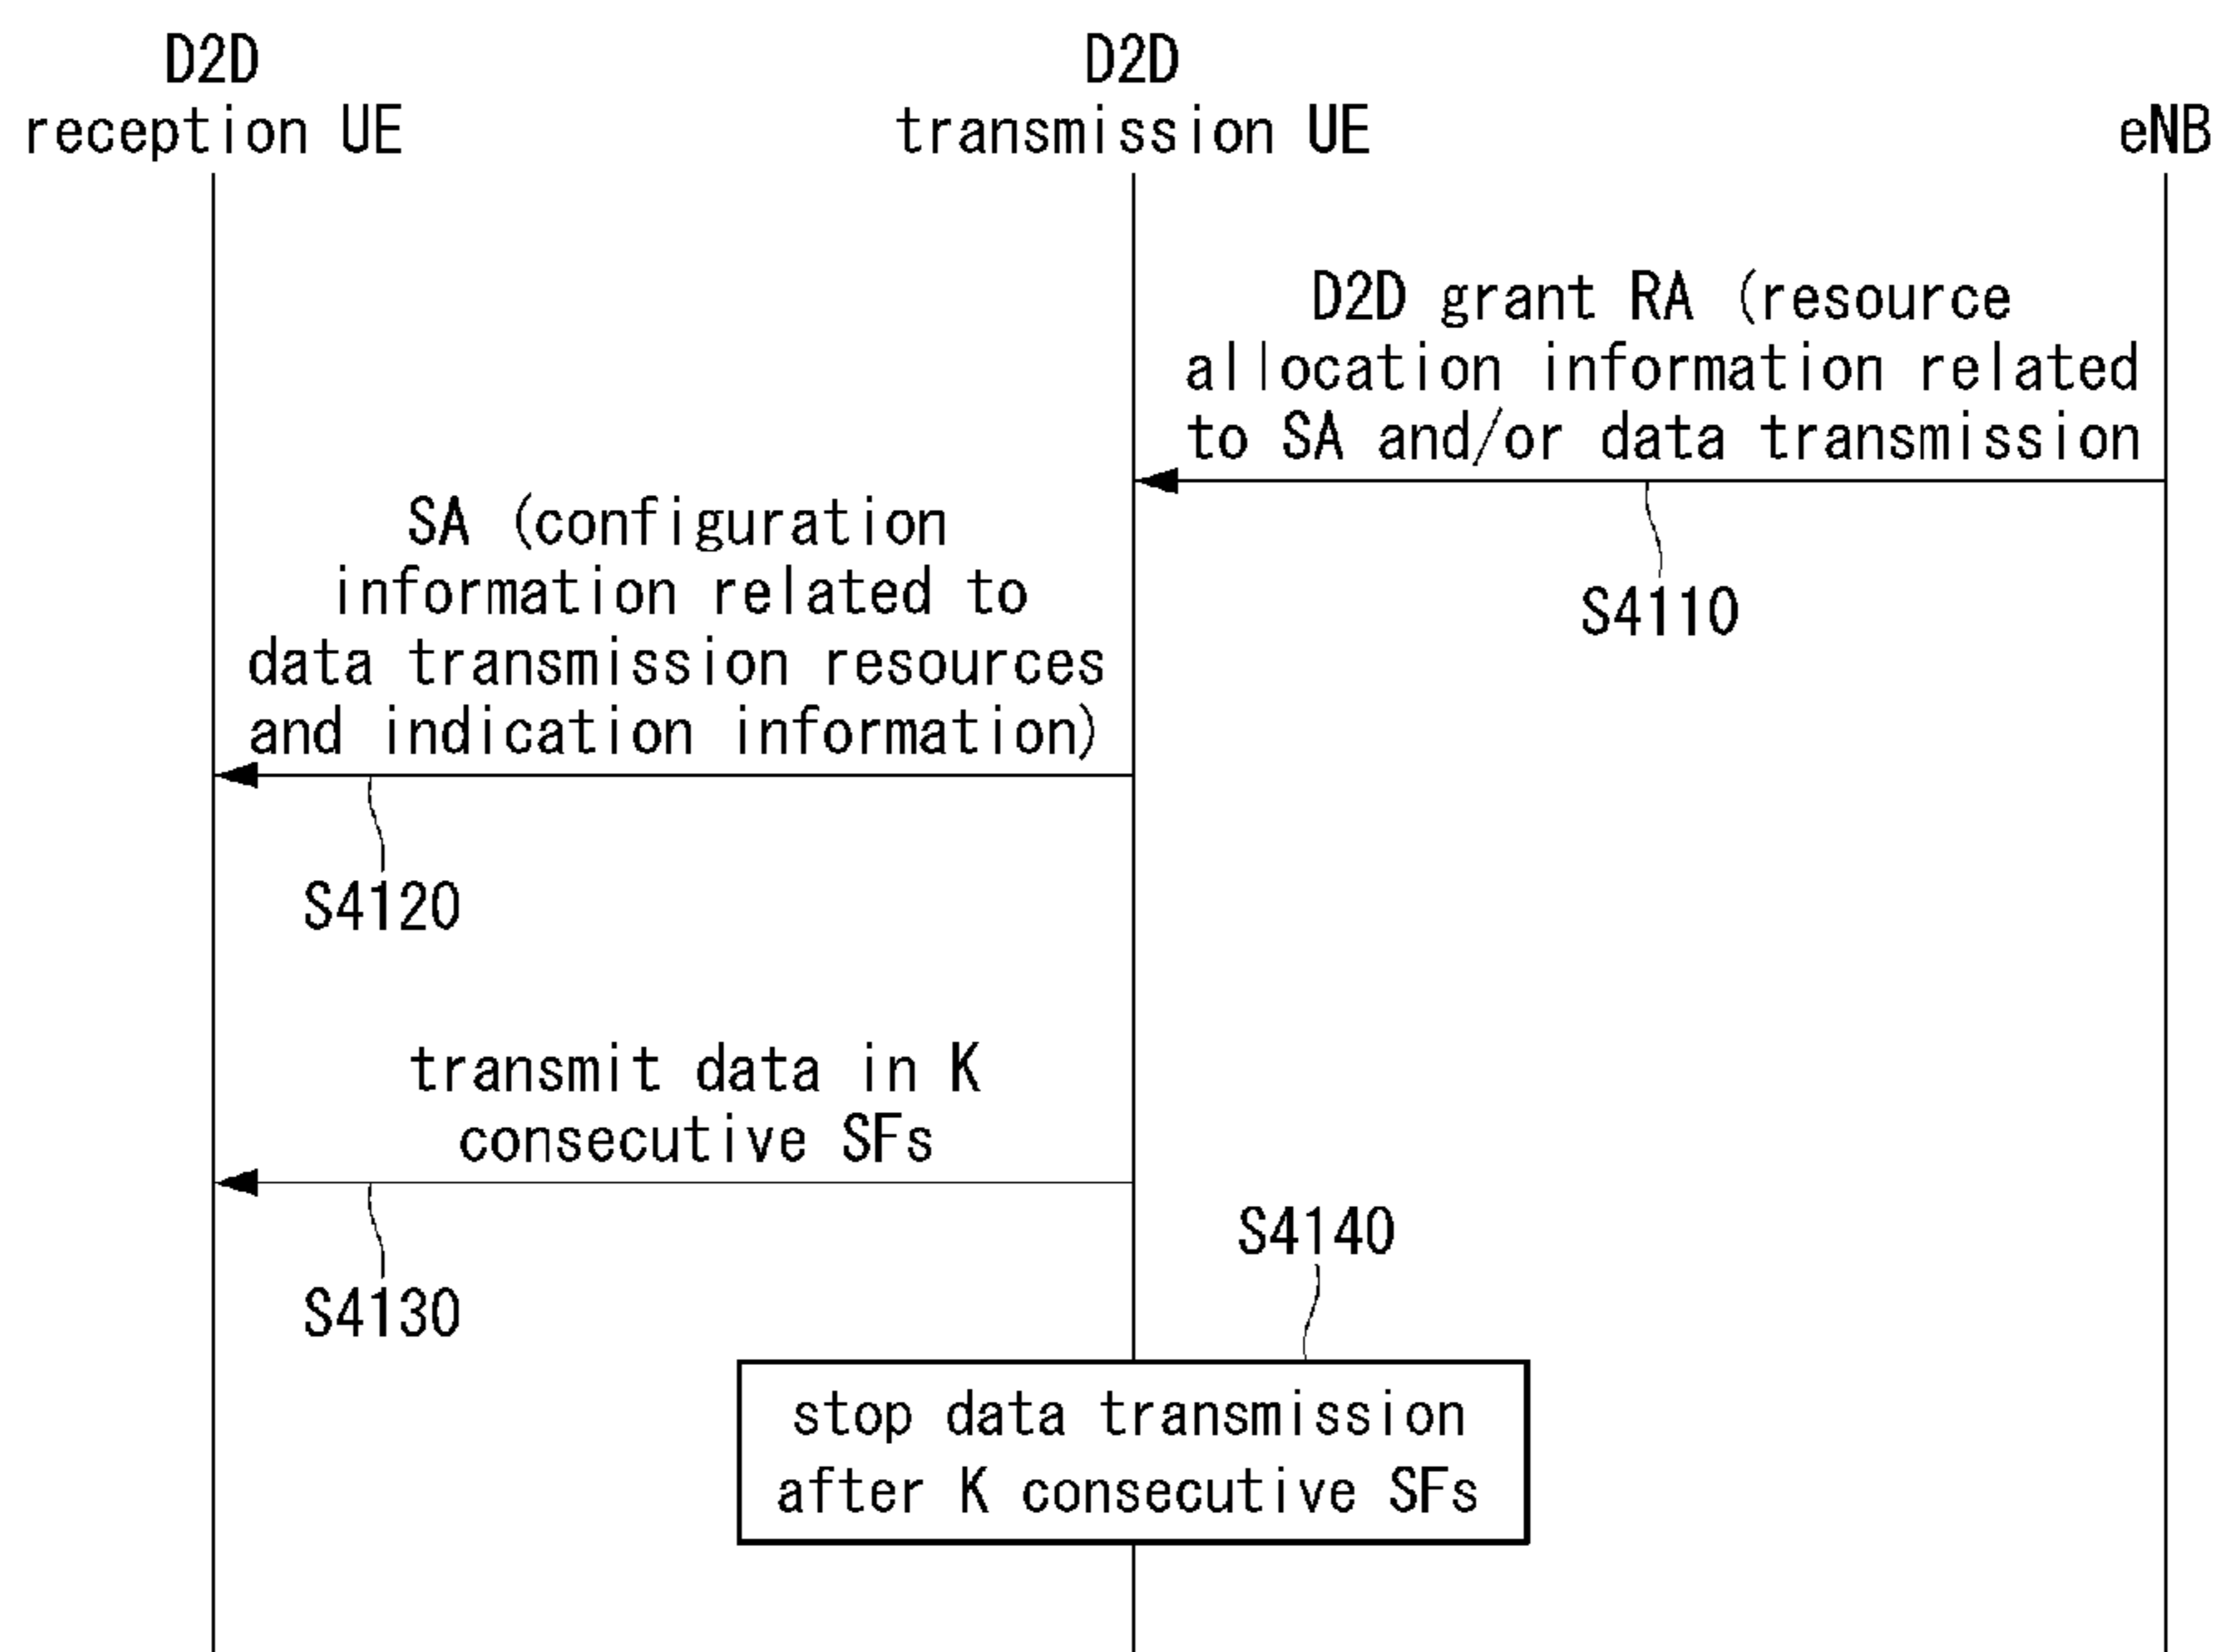 D2D
reception UE
D2D
transmission UE
eNB
D2D grant RA (resource
allocation information related
to SA and/or data transmission
S4110
SA (configuration
information related to
data transmission resources
and indication information)
S4120
transmit data in K
consecutive SFs
S4130
S4140
stop data transmission
after K consecutive SFs